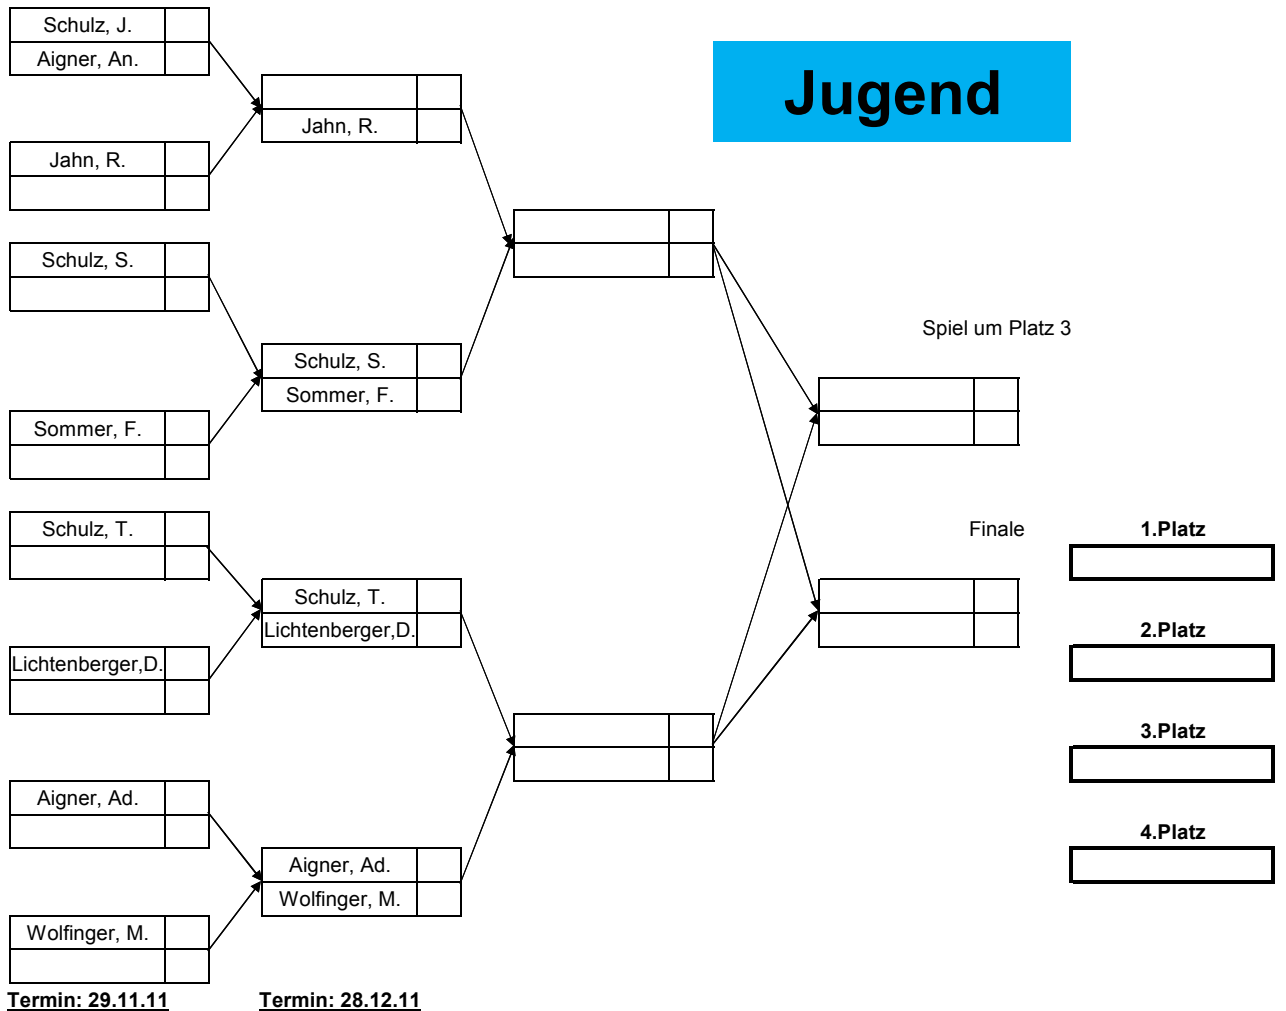 Jugend
Schulz, J.
Aigner, An.
Jahn, R.
Schulz, S.
Sommer, F.
Schulz, T.
Lichtenberger,D.
Aigner, Ad.
Wolfinger, M.
Termin: 29.11.11
Jahn, R.
Schulz, S.
Sommer, F.
Schulz, T.
Lichtenberger,D.
Aigner, Ad.
Wolfinger, M.
Termin: 28.12.11
Spiel um Platz 3
Finale
1.Platz
2.Platz
3.Platz
4.Platz